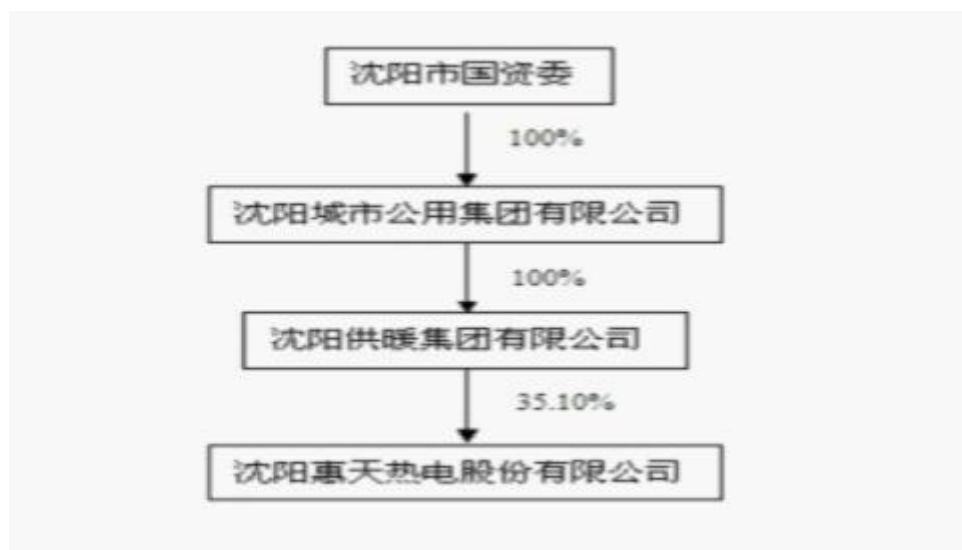 沈阳市国资委
100%
沈阳城市公用集团有限公司
100%
沈阳供暖集团有限公司
35.10%
沈阳惠天热电股份有限公司